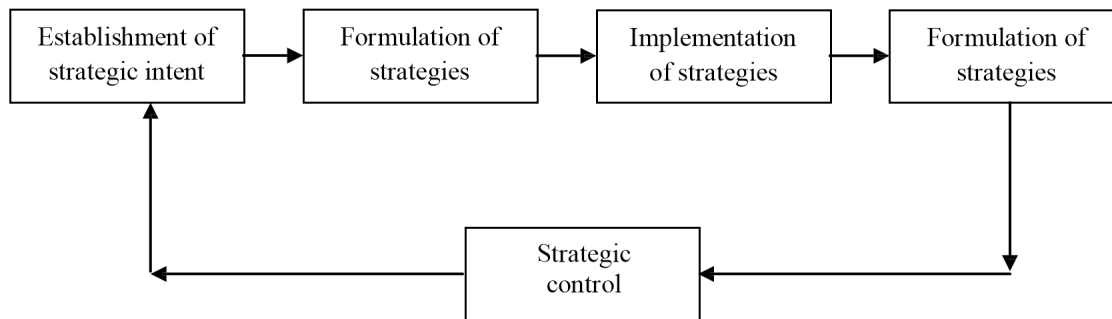 Establishment of
strategic intent
Formulation of
strategies
Implementation
of strategies
Formulation of
strategies
Strategic
control